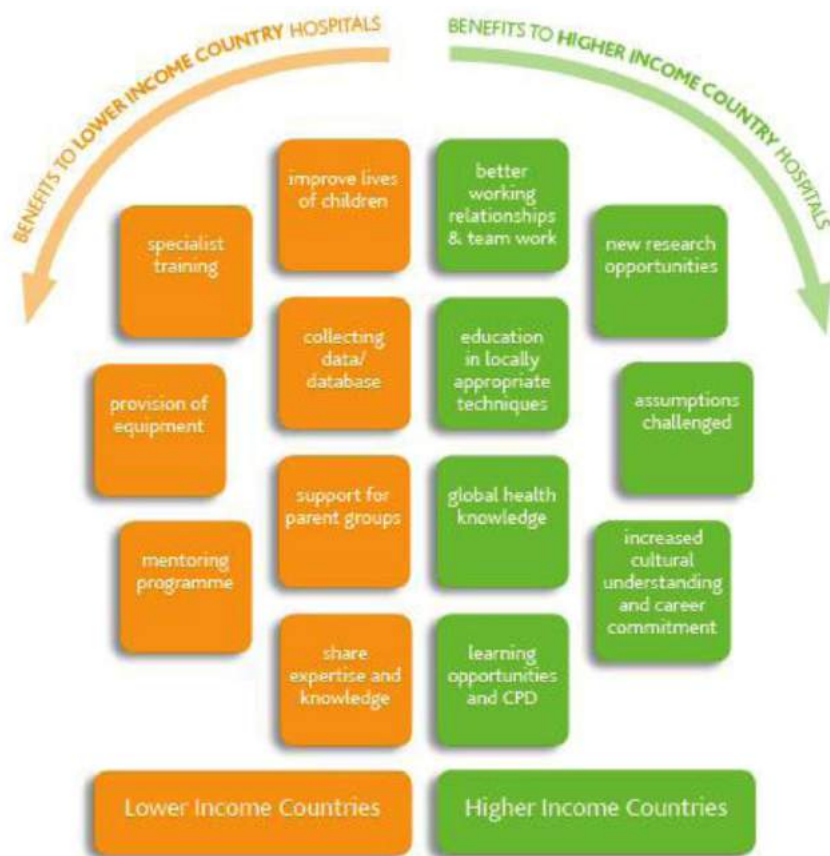 BENEFITS TO LOWER INCOME COUNTRY HOSPITALS
BENEFITS TO HIGHER INCOME COUNTRY HOSPITALS
improve lives
of children
better
working
relationships
& team work
specialist
training
new research
opportunities
collecting
data/
database
education
in locally
appropriate
techniques
provision of
equipment
assumptions
challenged
support for
parent groups
global health
knowledge
mentoring
programme
increased
cultural
understanding
and career
commitment
share
expertise and
knowledge
learning
opportunities
and CPD
Lower Income Countries
Higher Income Countries